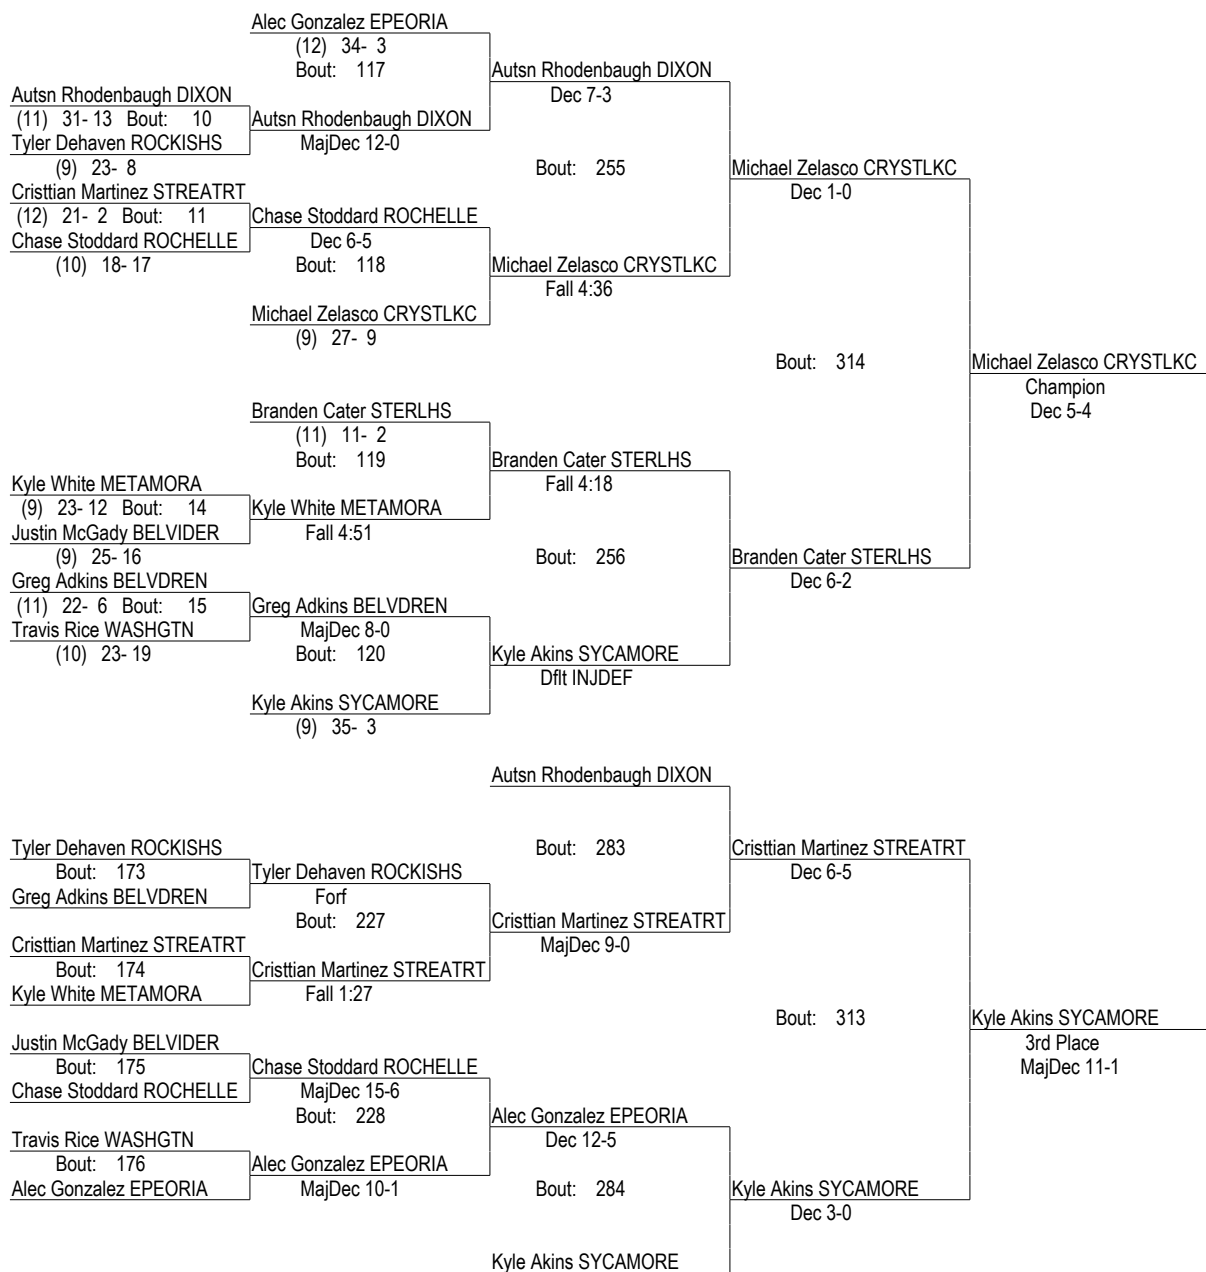 Alec Gonzalez EPEORIA
(12) 34- 3
Bout: 117
Autsn Rhodenbaugh DIXON
Dec 7-3
Autsn Rhodenbaugh DIXON
(11) 31- 13 Bout: 10
Autsn Rhodenbaugh DIXON
Tyler Dehaven ROCKISHS
MajDec 12-0
(9) 23- 8
Bout: 255
Michael Zelasco CRYSTLKC
Dec 1-0
Cristtian Martinez STREATRT
(12) 21- 2 Bout: 11
Chase Stoddard ROCHELLE
Chase Stoddard ROCHELLE
Dec 6-5
(10) 18- 17
Bout: 118
Michael Zelasco CRYSTLKC
Fall 4:36
Michael Zelasco CRYSTLKC
(9) 27- 9
Bout: 314
Michael Zelasco CRYSTLKC
Champion
Dec 5-4
Branden Cater STERLHS
(11) 11- 2
Bout: 119
Branden Cater STERLHS
Fall 4:18
Kyle White METAMORA
(9) 23- 12 Bout: 14
Kyle White METAMORA
Justin McGady BELVIDER
Fall 4:51
(9) 25- 16
Bout: 256
Branden Cater STERLHS
Dec 6-2
Greg Adkins BELVDREN
(11) 22- 6 Bout: 15
Greg Adkins BELVDREN
Travis Rice WASHGTN
MajDec 8-0
(10) 23- 19
Bout: 120
Kyle Akins SYCAMORE
Dflt INJDEF
Kyle Akins SYCAMORE
(9) 35- 3
Autsn Rhodenbaugh DIXON
Tyler Dehaven ROCKISHS
Bout: 283
Cristtian Martinez STREATRT
Dec 6-5
Bout: 173
Tyler Dehaven ROCKISHS
Greg Adkins BELVDREN
Forf
Bout: 227
Cristtian Martinez STREATRT
MajDec 9-0
Cristtian Martinez STREATRT
Bout: 174
Cristtian Martinez STREATRT
Kyle White METAMORA
Fall 1:27
Bout: 313
Kyle Akins SYCAMORE
3rd Place
MajDec 11-1
Justin McGady BELVIDER
Bout: 175
Chase Stoddard ROCHELLE
Chase Stoddard ROCHELLE
MajDec 15-6
Bout: 228
Alec Gonzalez EPEORIA
Dec 12-5
Travis Rice WASHGTN
Bout: 176
Alec Gonzalez EPEORIA
Alec Gonzalez EPEORIA
MajDec 10-1
Bout: 284
Kyle Akins SYCAMORE
Dec 3-0
Kyle Akins SYCAMORE